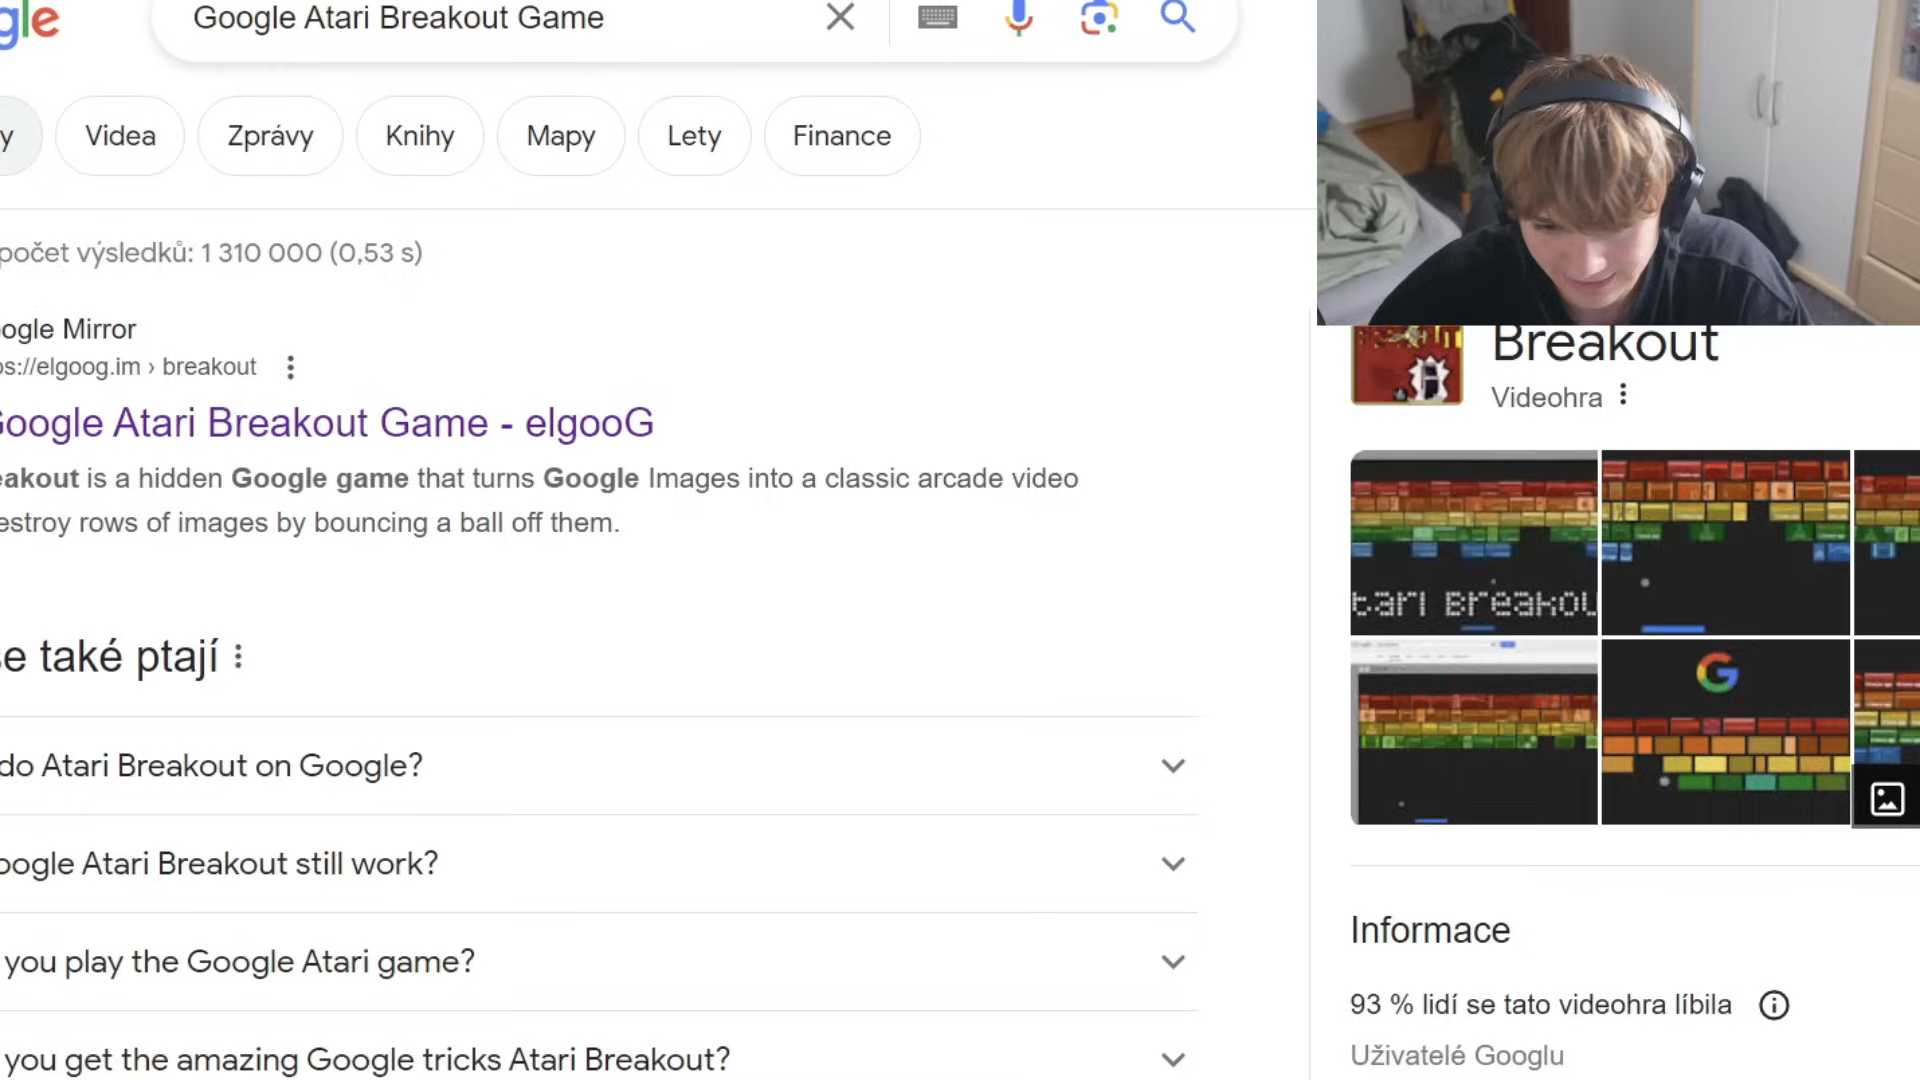 gle
Google Atari Breakout Game
y
Videa
Zprávy
Knihy
Mapy
Lety
Finance
počet výsledků: 1 310 000 (0,53 s)
ogle Mirror
ps://elgoog.im › breakout
Google Atari Breakout Game - elgooG
eakout is a hidden Google game that turns Google Images into a classic arcade video
estroy rows of images by bouncing a ball off them.
se také ptají
do Atari Breakout on Google?
oogle Atari Breakout still work?
you play the Google Atari game?
you get the amazing Google tricks Atari Breakout?
Breakout
Videohra
tari Breakou
G
Informace
93 % lidí se tato videohra líbila
Uživatelé Googlu